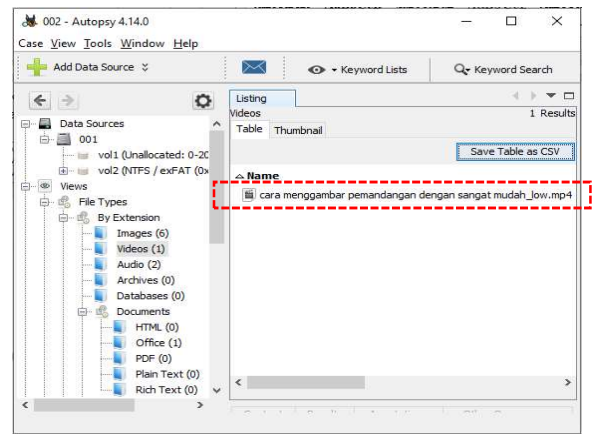 002 - Autopsy 4.14.0
Case View Tools Window Help
Add Data Source
Keyword Lists
Keyword Search
Listing
Videos
1 Results
Table Thumbnail
Save Table as CSV
Name
cara menggambar pemandangan dengan sangat mudah_low.mp4
Data Sources
001
vol1 (Unallocated: 0-20
vol2 (NTFS / exFAT (0x
Views
File Types
By Extension
Images (6)
Videos (1)
Audio (2)
Archives (0)
Databases (0)
Documents
HTML (0)
Office (1)
PDF (0)
Plain Text (0)
Rich Text (0)